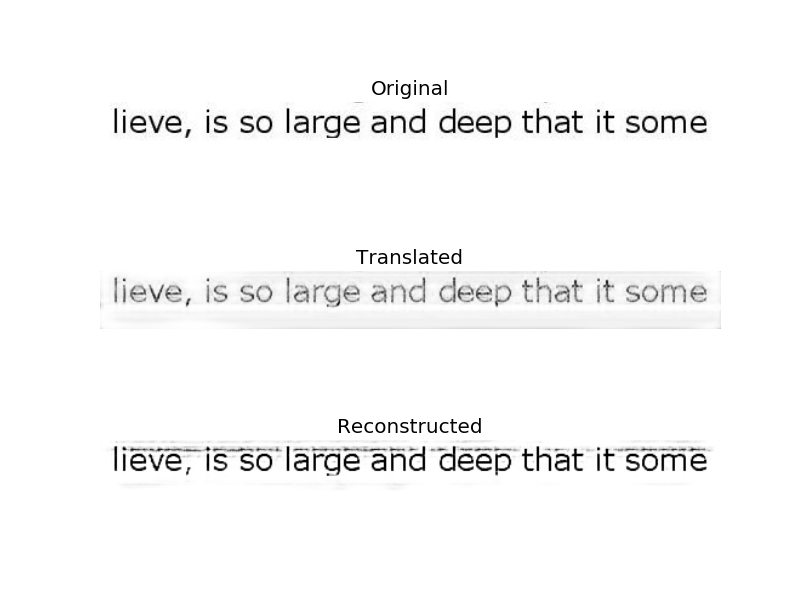 Original
lieve, is so large and deep that it some
Translated
lieve, is so large and deep that it some
Reconstructed
lieve, is so large and deep that it some